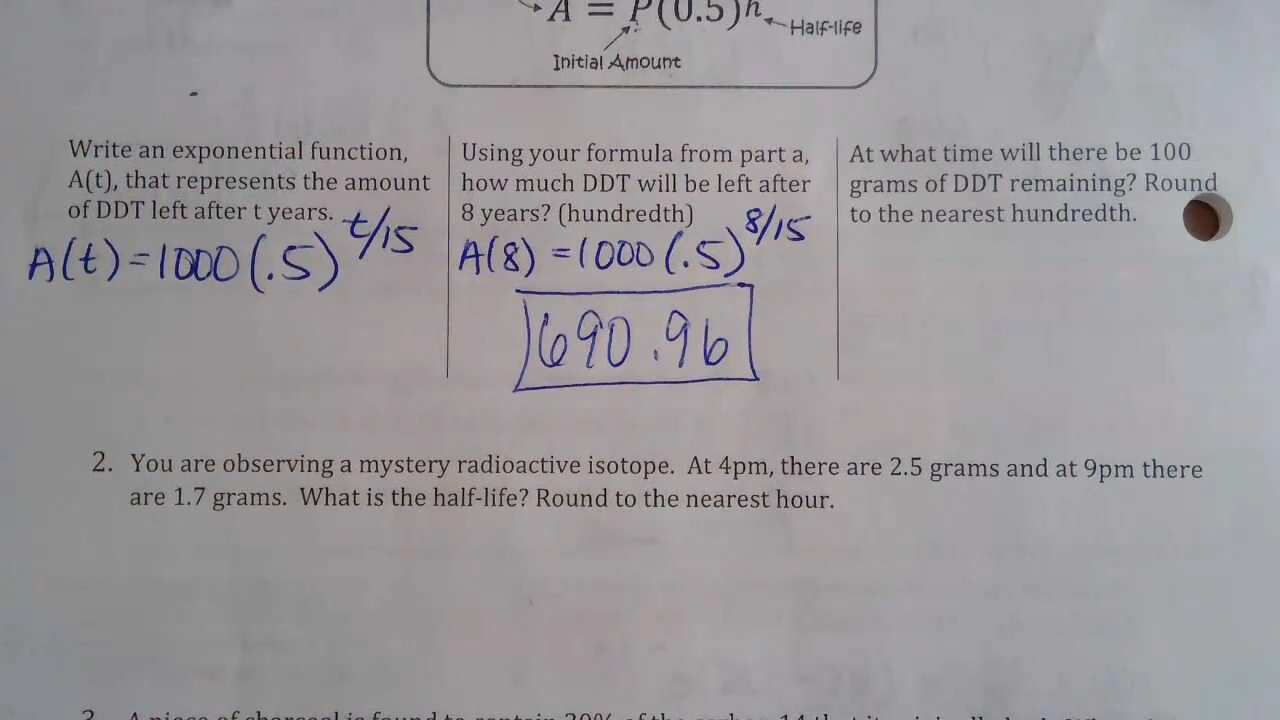 A = P(0.5)h
Half-life
Initial Amount
Write an exponential function,
A(t), that represents the amount
of DDT left after t years.
A(t) = 1000 (.5)^t/15
Using your formula from part a,
how much DDT will be left after
8 years? (hundredth)
A(8) = 1000 (.5)^8/15
690.96
At what time will there be 100
grams of DDT remaining? Round
to the nearest hundredth.
2. You are observing a mystery radioactive isotope. At 4pm, there are 2.5 grams and at 9pm there
are 1.7 grams. What is the half-life? Round to the nearest hour.